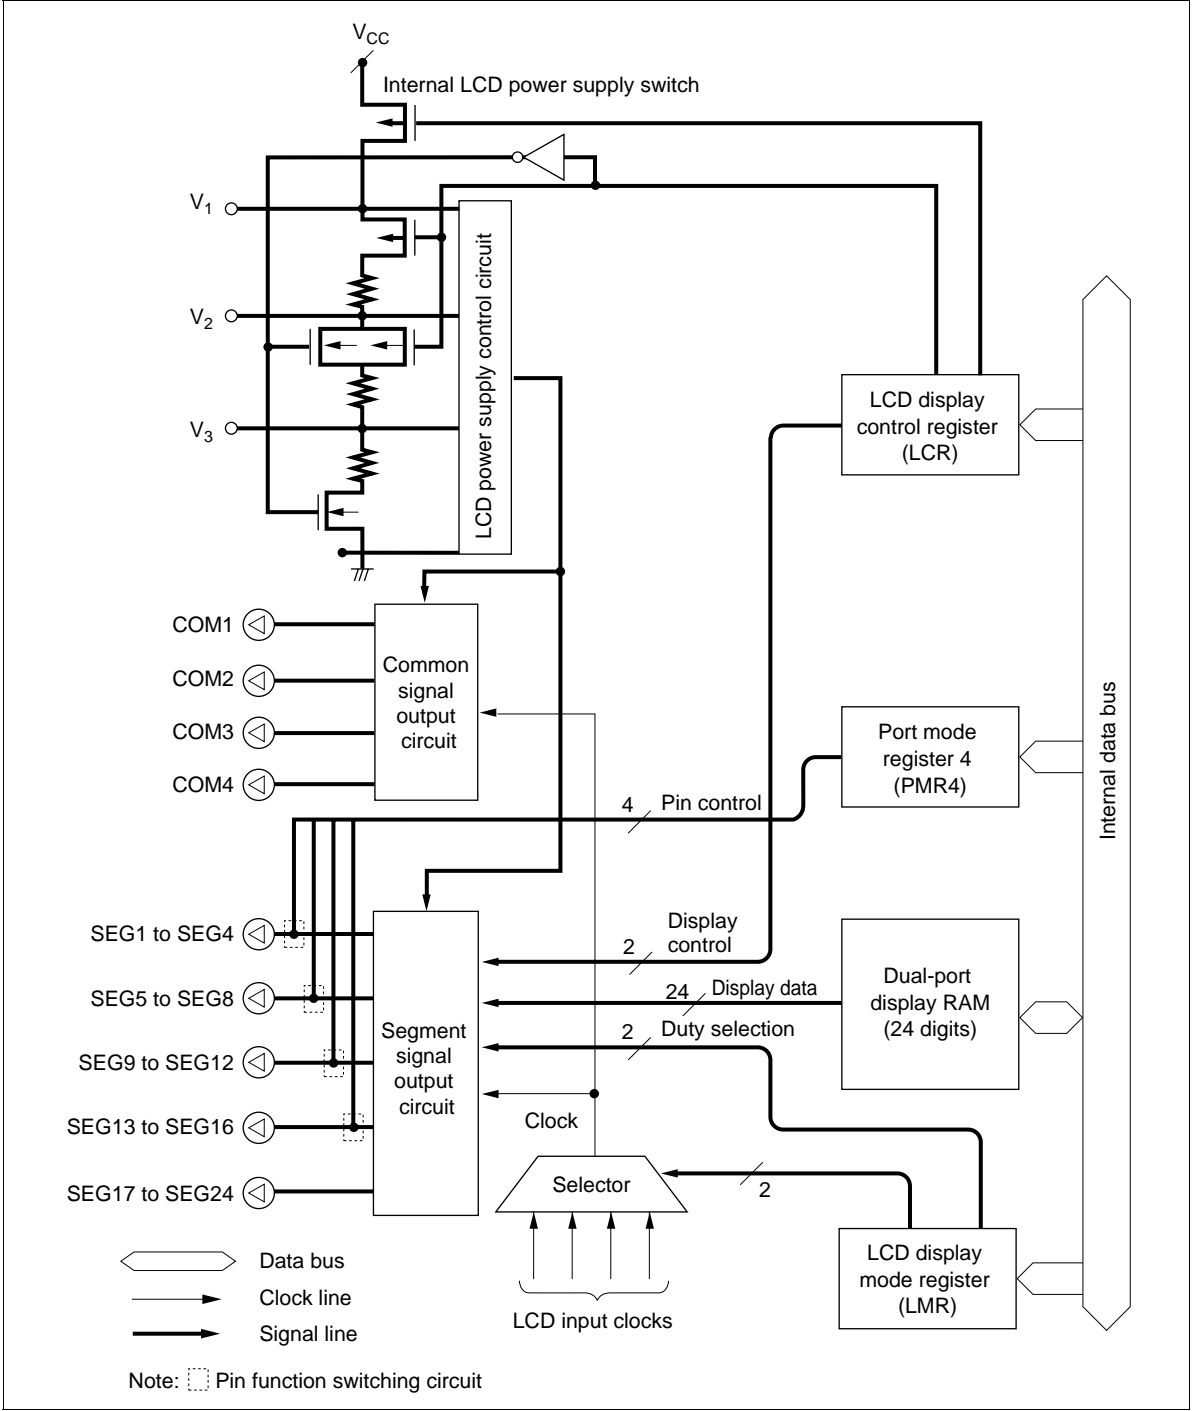 VCC
Internal LCD power supply switch
V1
V2
V3
LCD power supply control circuit
LCD display
control register
(LCR)
COM1
COM2
COM3
COM4
Common
signal
output
circuit
Port mode
register 4
(PMR4)
Internal data bus
4
Pin control
SEG1 to SEG4
SEG5 to SEG8
SEG9 to SEG12
SEG13 to SEG16
SEG17 to SEG24
Segment
signal
output
circuit
Display
control
2
24
Display data
2
Duty selection
Dual-port
display RAM
(24 digits)
Clock
Selector
2
LCD input clocks
LCD display
mode register
(LMR)
Data bus
Clock line
Signal line
Note: Pin function switching circuit